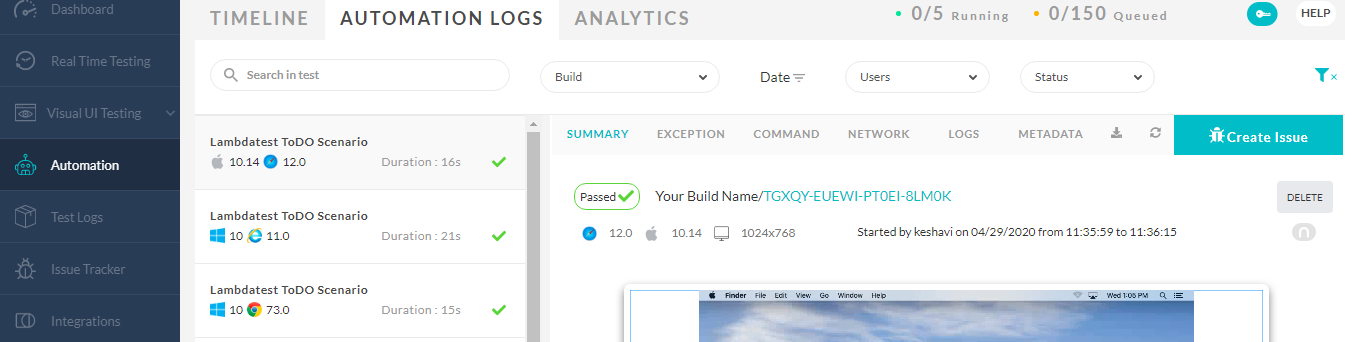 Dashboard
Real Time Testing
Visual UI Testing
Automation
Test Logs
Issue Tracker
Integrations
TIMELINE
AUTOMATION LOGS
ANALYTICS
0/5 Running
0/150 Queued
HELP
Search in test
Build
Date
Users
Status
Lambdatest ToDO Scenario
10.14 12.0 Duration : 16s
Lambdatest ToDO Scenario
10 11.0 Duration : 21s
Lambdatest ToDO Scenario
10 73.0 Duration : 15s
SUMMARY EXCEPTION COMMAND NETWORK LOGS METADATA
Create Issue
Passed Your Build Name/TGXQY-EUEWI-PT0EI-8LM0K
DELETE
12.0 10.14 1024x768 Started by keshavi on 04/29/2020 from 11:35:59 to 11:36:15
Finder File Edit View Go Window Help Wed 1:05 PM